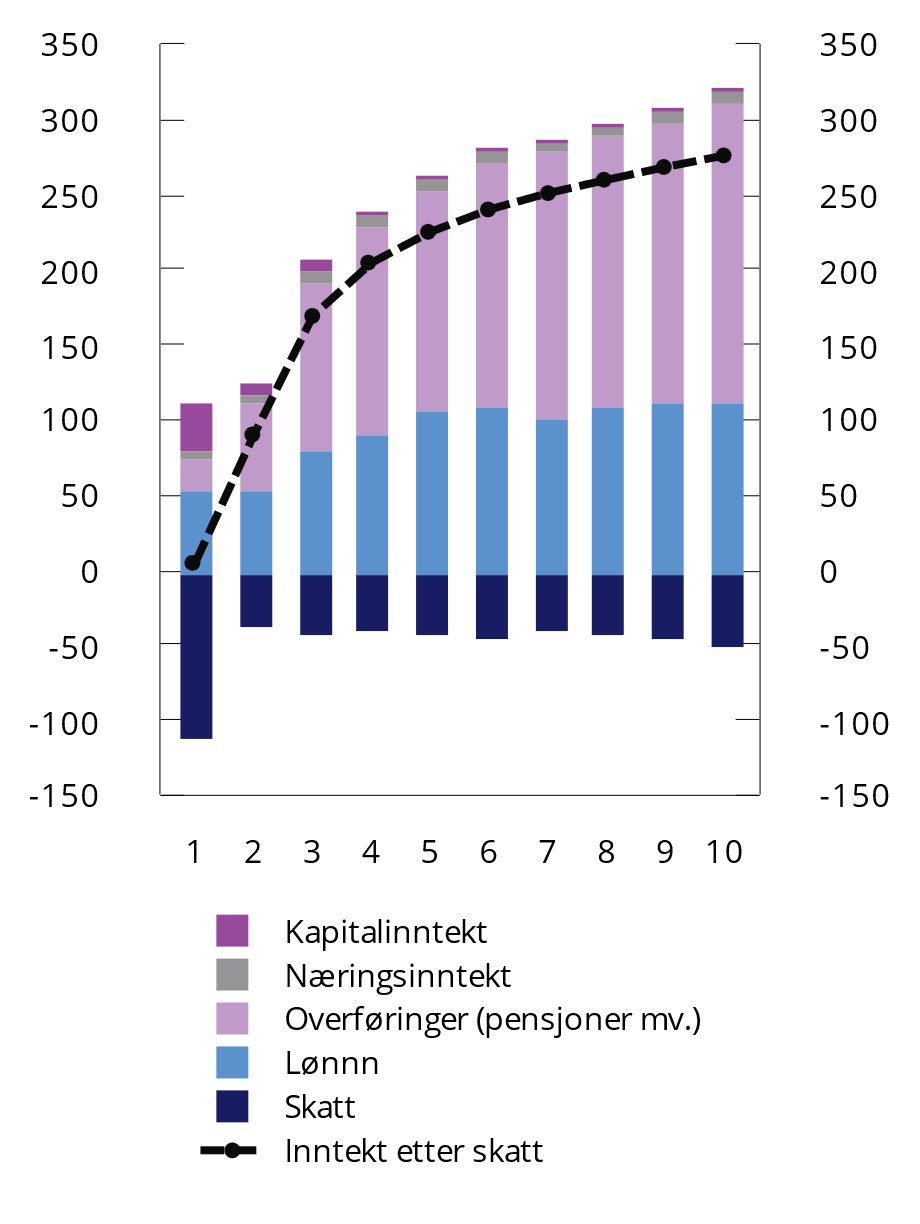 350 350
300 300
250 250
200 200
150 150
100 100
50 50
0 0
-50 -50
-100 -100
-150 -150
1 2 3 4 5 6 7 8 9 10
Kapitalinntekt
Næringsinntekt
Overføringer (pensjoner mv.)
Lønnn
Skatt
Inntekt etter skatt